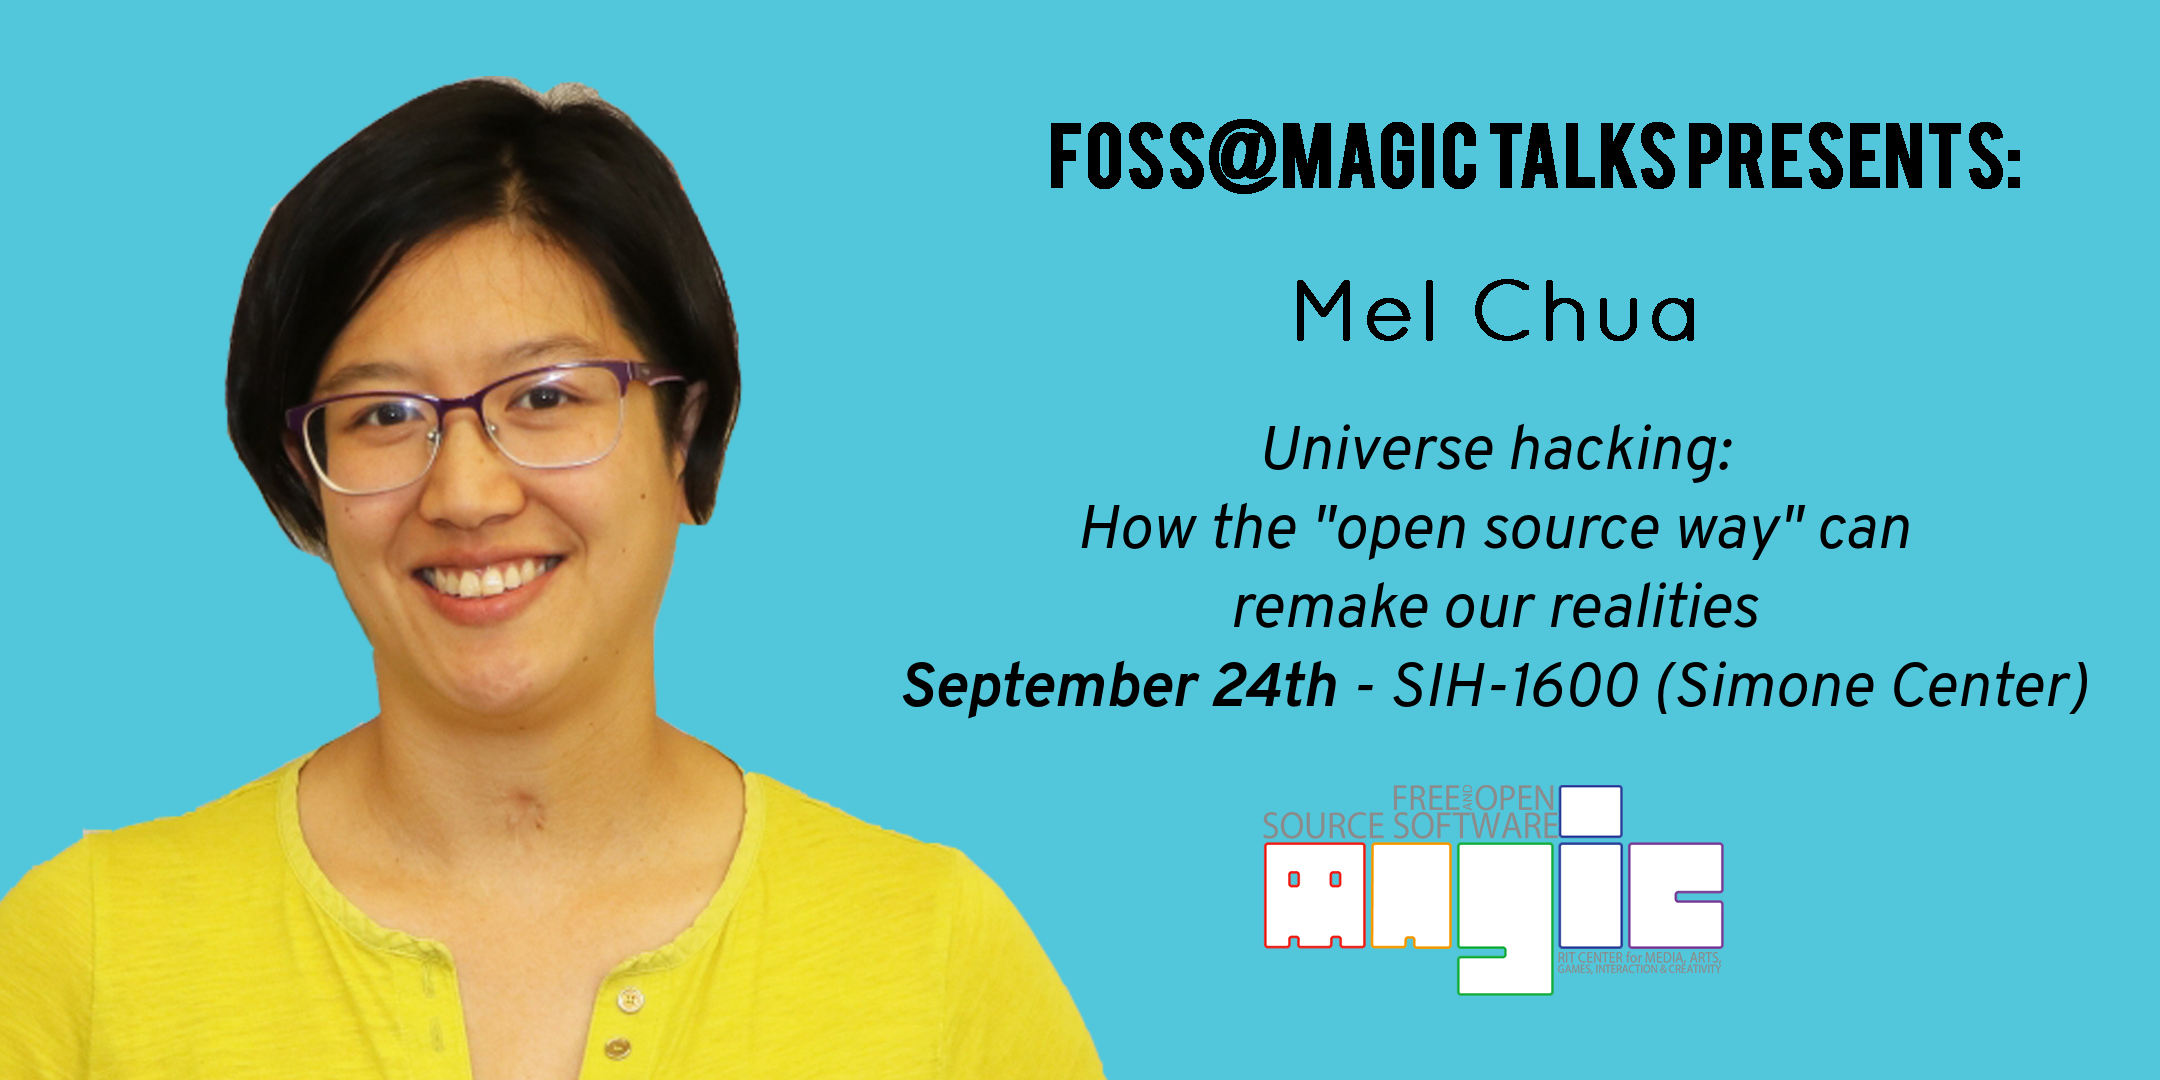 FOSS@MAGIC TALKS PRESENTS:
Mel Chua
Universe hacking:
How the "open source way" can
remake our realities
September 24th - SIH-1600 (Simone Center)
FREE AND OPEN
SOURCE SOFTWARE
magic
RIT CENTER for MEDIA, ARTS,
GAMES, INTERACTION & CREATIVITY